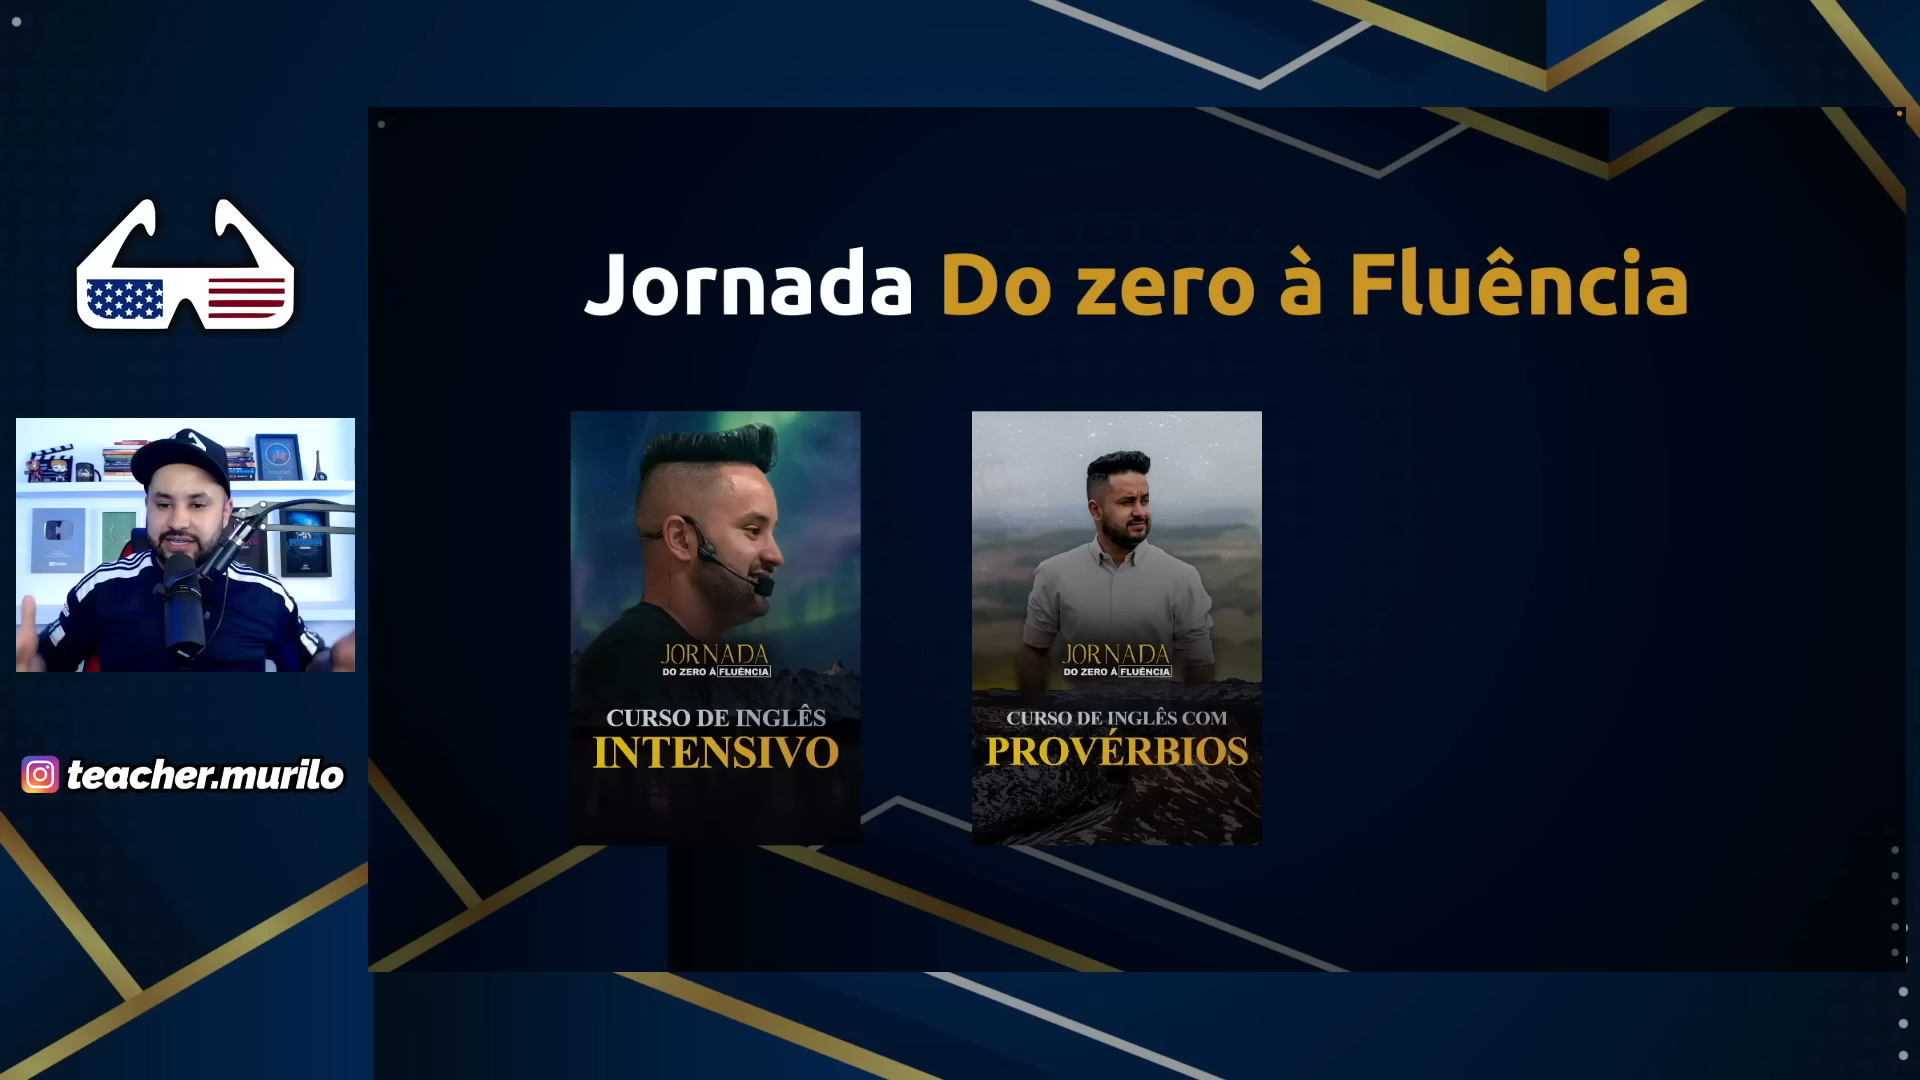 Jornada Do zero à Fluência
JORNADA
DO ZERO À FLUÊNCIA
CURSO DE INGLÊS
INTENSIVO
JORNADA
DO ZERO À FLUÊNCIA
CURSO DE INGLÊS COM
PROVÉRBIOS
teacher.murilo